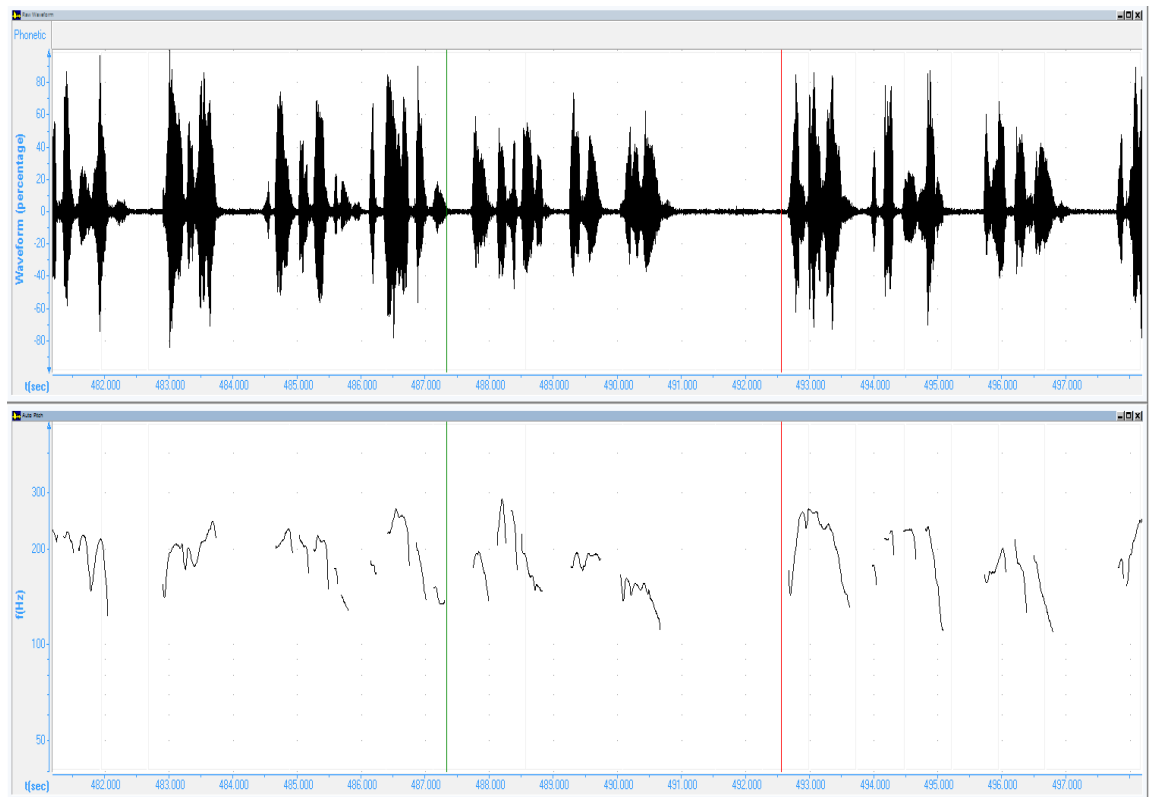 Raw Waveform
Phonetic
Waveform (percentage)
80
60
40
20
0
-20
-40
-60
-80
t(sec) 482.000 483.000 484.000 485.000 486.000 487.000 488.000 489.000 490.000 491.000 492.000 493.000 494.000 495.000 496.000 497.000
Auto Pitch
f(Hz)
300
200
100
50
t(sec) 482.000 483.000 484.000 485.000 486.000 487.000 488.000 489.000 490.000 491.000 492.000 493.000 494.000 495.000 496.000 497.000